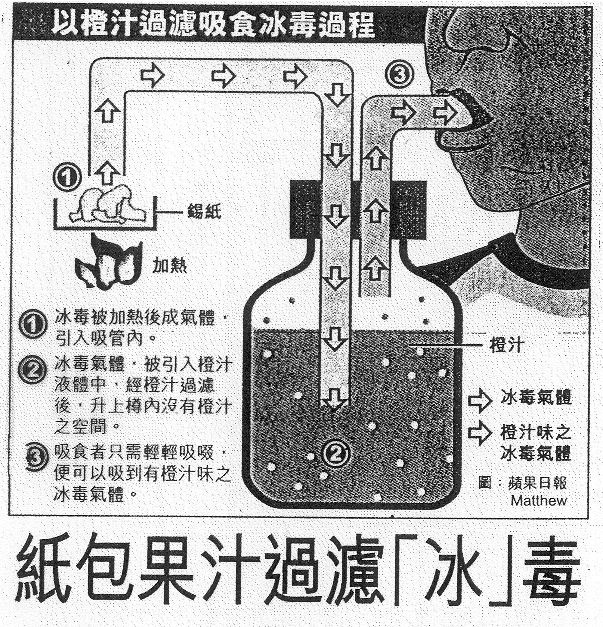 以橙汁過濾吸食冰毒過程
③
①
錫紙
加熱
① 冰毒被加熱後成氣體，
引入吸管內。
② 冰毒氣體，被引入橙汁
液體中、經橙汁過濾
後，升上樽內沒有橙汁
之空間。
③ 吸食者只需輕輕吸啜，
便可以吸到有橙汁味之
冰毒氣體。
橙汁
②
冰毒氣體
橙汁味之
冰毒氣體
圖：蘋果日報
Matthew
紙包果汁過濾「冰」毒